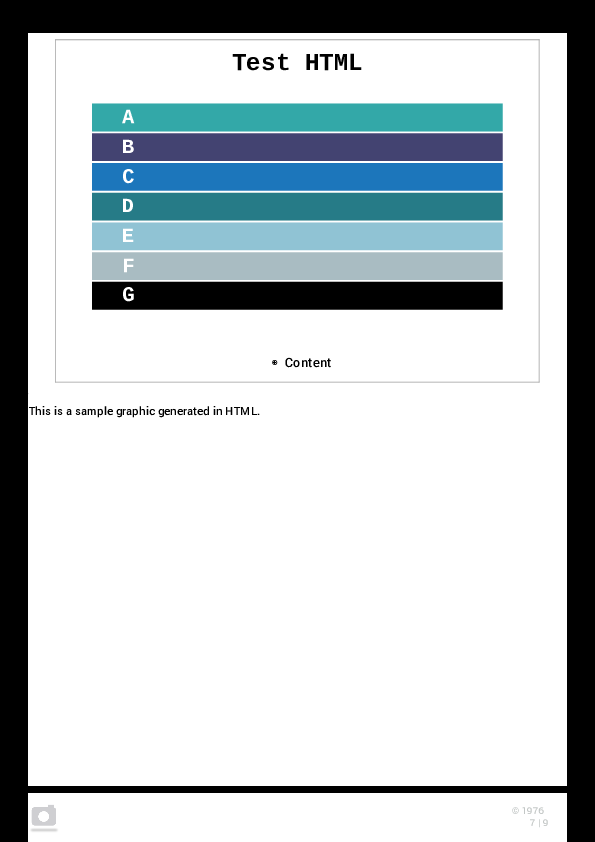 Test HTML
A
B
C
D
E
F
G
Content
This is a sample graphic generated in HTML.
© 1976
7 | 9